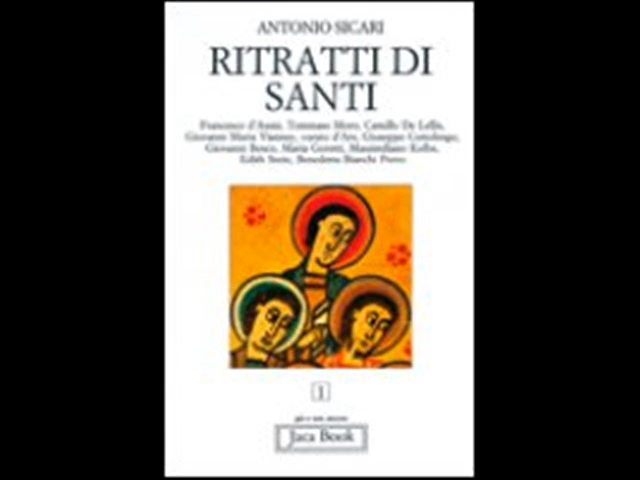 ANTONIO SICARI
RITRATTI DI
SANTI
Francesco d'Assisi, Tommaso Moro, Camillo De Lellis,
Giovanni Maria Vianney, curato d'Ars, Giuseppe Cottolengo,
Giovanni Bosco, Maria Goretti, Massimiliano Kolbe,
Edith Stein, Benedetta Bianchi Porro
1
Jaca Book